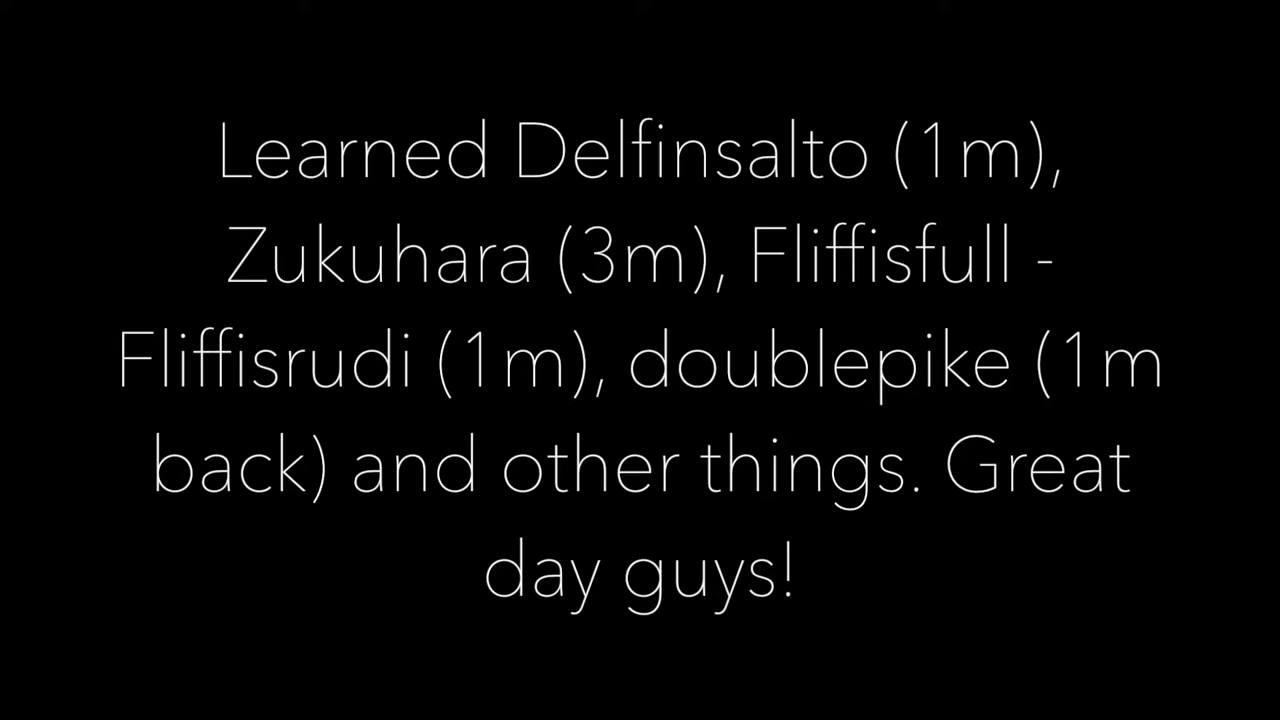 Learned Delfinsalto (1m),
Zukuhara (3m), Fliffisfull -
Fliffisrudi (1m), doublepike (1m
back) and other things. Great
day guys!